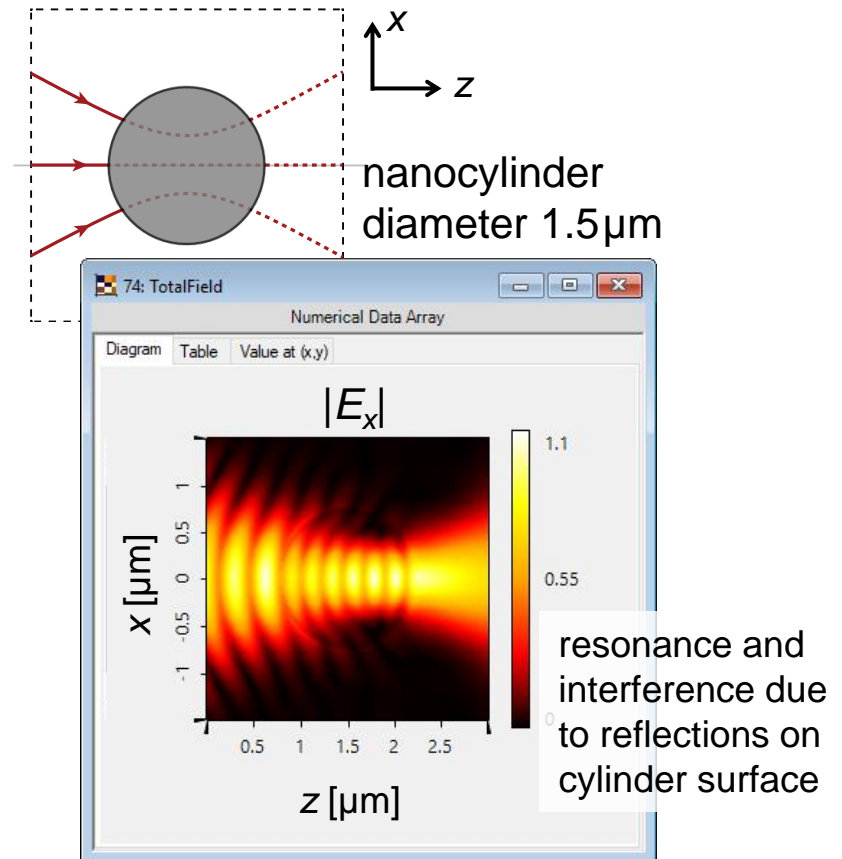 x
z
nanocylinder
diameter 1.5µm
74: TotalField
Numerical Data Array
Diagram Table Value at (x,y)
|Eₓ|
1.1
0.55
0
1
0.5
0
-0.5
-1
x [µm]
0.5 1 1.5 2 2.5
z [µm]
resonance and
interference due
to reflections on
cylinder surface